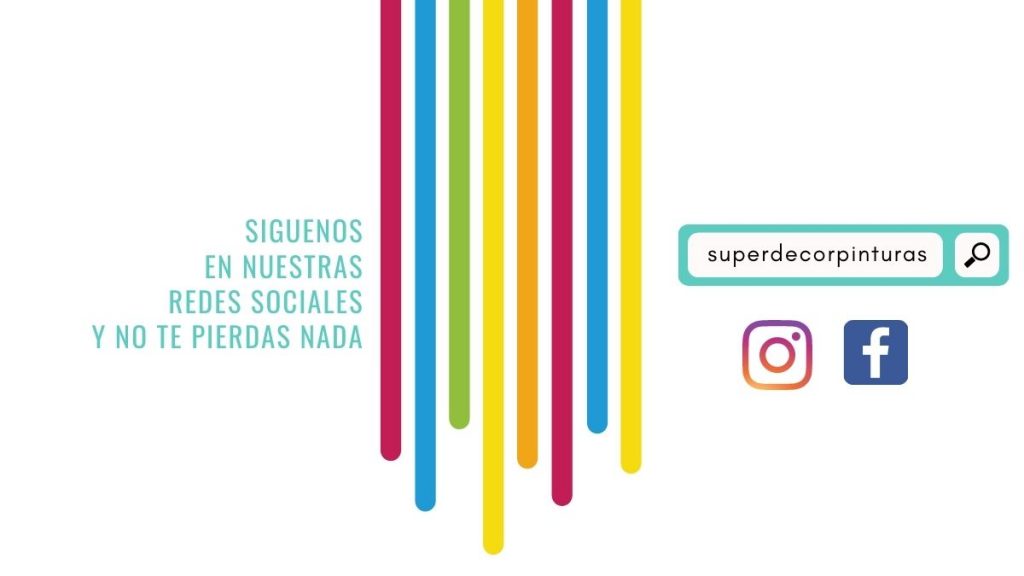 SIGUENOS
EN NUESTRAS
REDES SOCIALES
Y NO TE PIERDAS NADA
superdecorpinturas